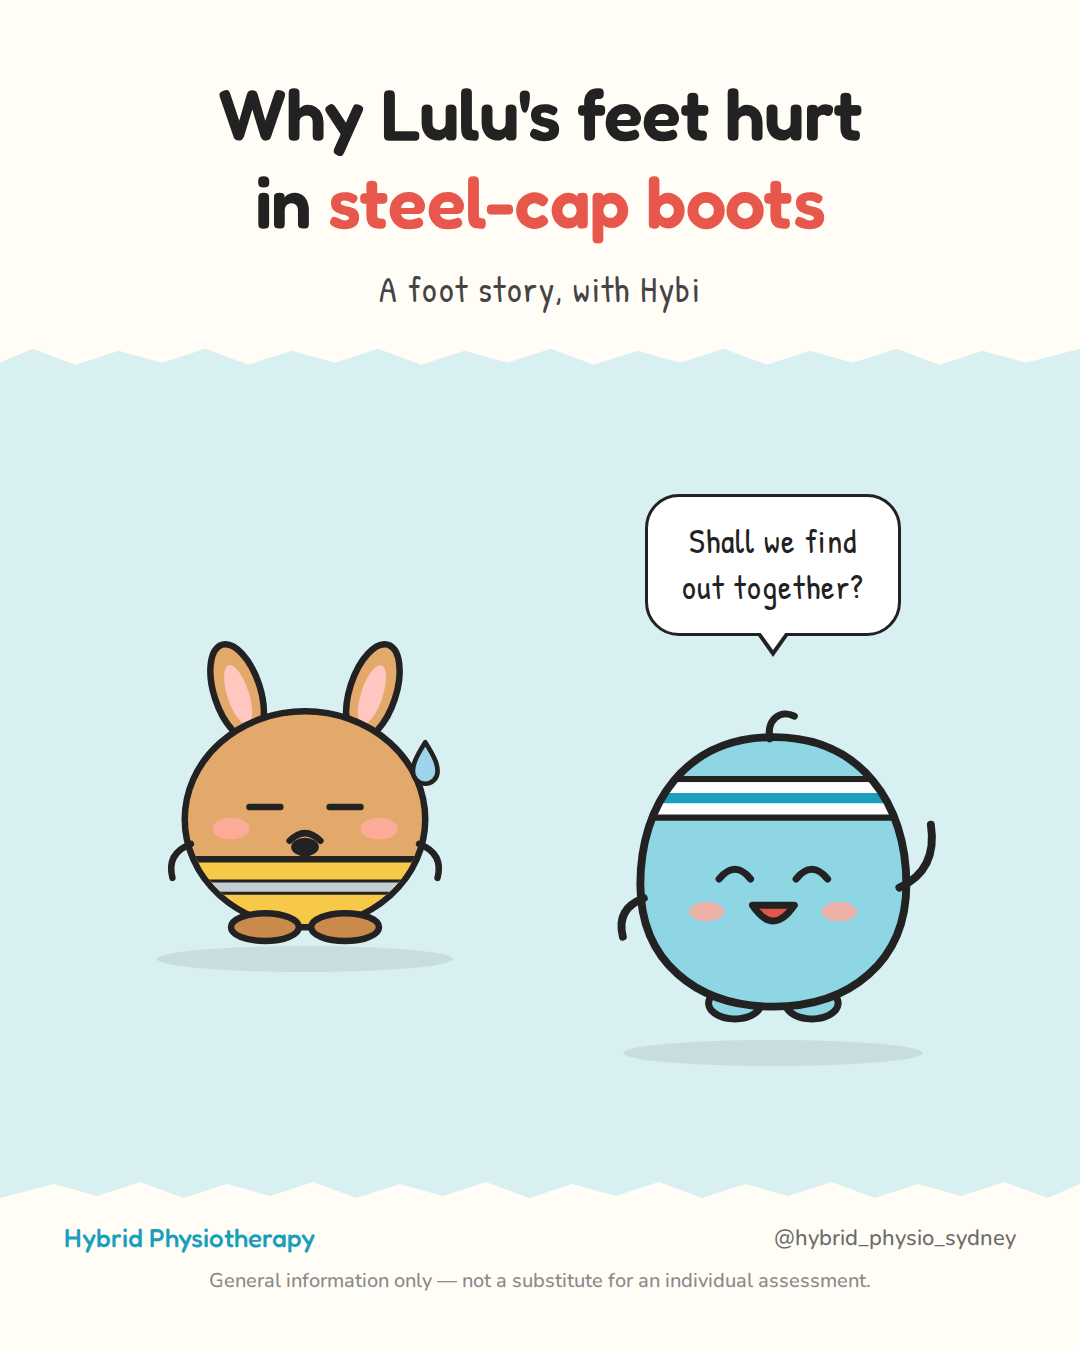 Why Lulu's feet hurt
in steel-cap boots
A foot story, with Hybi
Shall we find
out together?
Hybrid Physiotherapy
@hybrid_physio_sydney
General information only — not a substitute for an individual assessment.